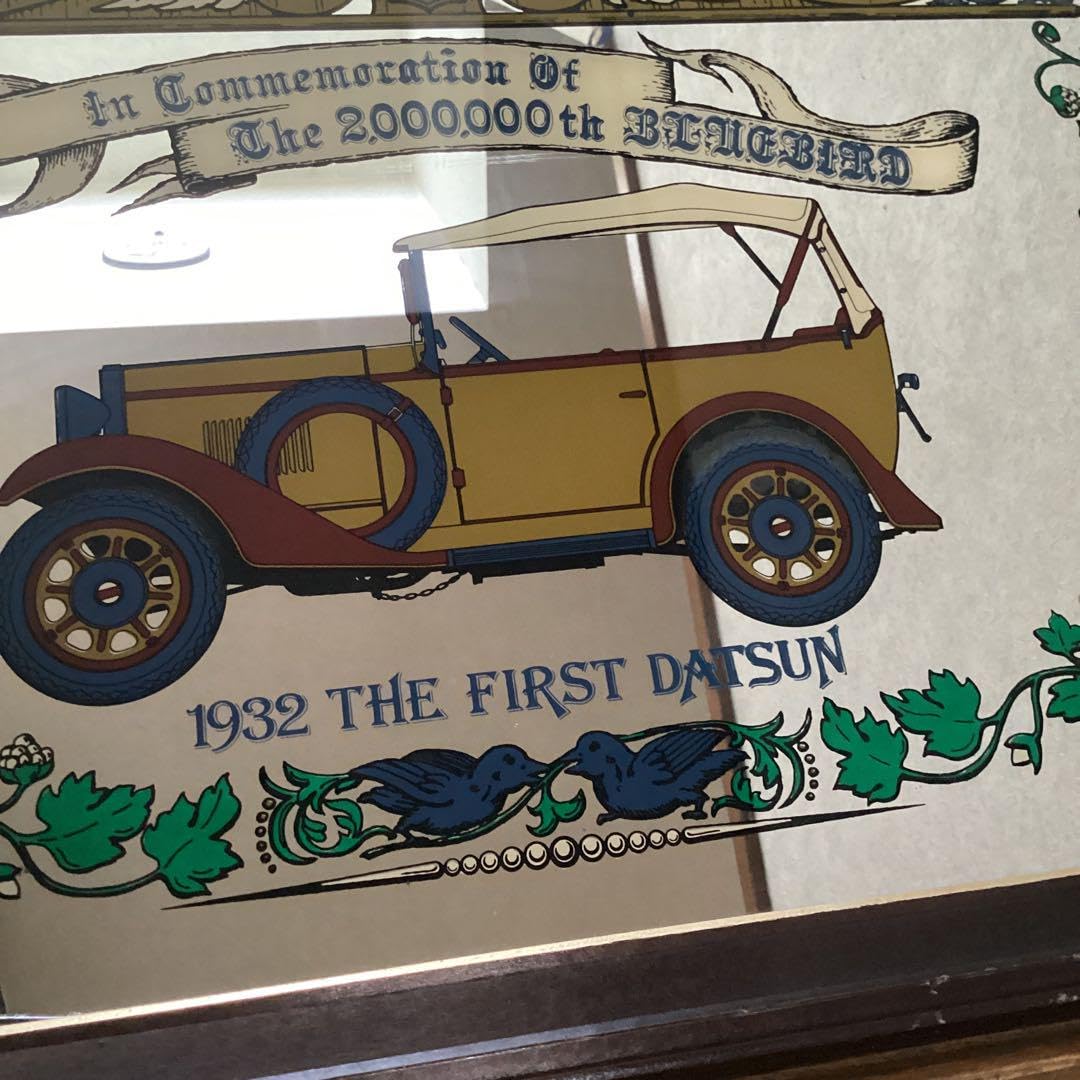 In Commemoration Of
The 2,000,000th BLUEBIRD
1932 THE FIRST DATSUN